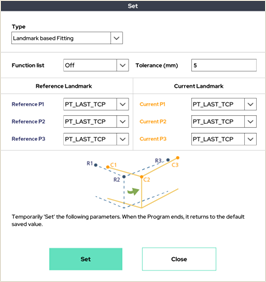 Set
Type
Landmark based Fitting
Function list
Off
Tolerance (mm)
5
Reference Landmark
Current Landmark
Reference P1
PT_LAST_TCP
Current P1
PT_LAST_TCP
Reference P2
PT_LAST_TCP
Current P2
PT_LAST_TCP
Reference P3
PT_LAST_TCP
Current P3
PT_LAST_TCP
R1
C1
R2
C2
R3
C3
Temporarily 'Set' the following parameters. When the Program ends, it returns to the default
saved value.
Set
Close